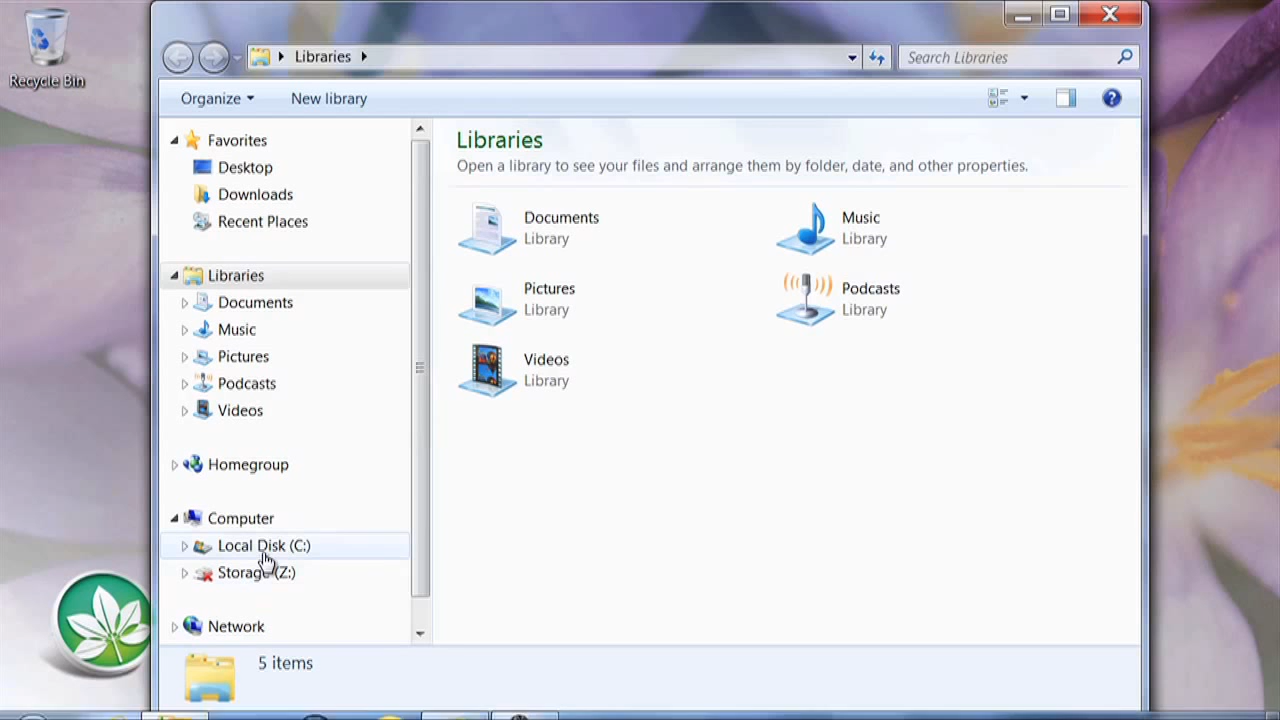 Recycle Bin
Libraries
Search Libraries
Organize
New library
Favorites
Desktop
Downloads
Recent Places
Libraries
Documents
Music
Pictures
Podcasts
Videos
Homegroup
Computer
Local Disk (C:)
Storage (Z:)
Network
Libraries
Open a library to see your files and arrange them by folder, date, and other properties.
Documents
Library
Music
Library
Pictures
Library
Podcasts
Library
Videos
Library
5 items